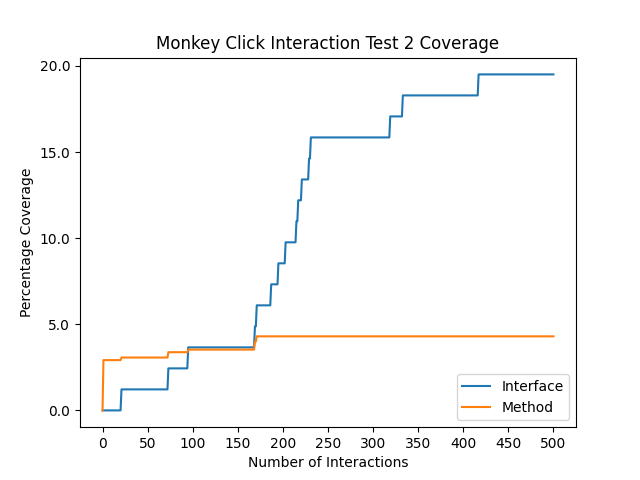 Monkey Click Interaction Test 2 Coverage
20.0
15.0
10.0
5.0
0.0
Percentage Coverage
Interface
Method
0 50 100 150 200 250 300 350 400 450 500
Number of Interactions